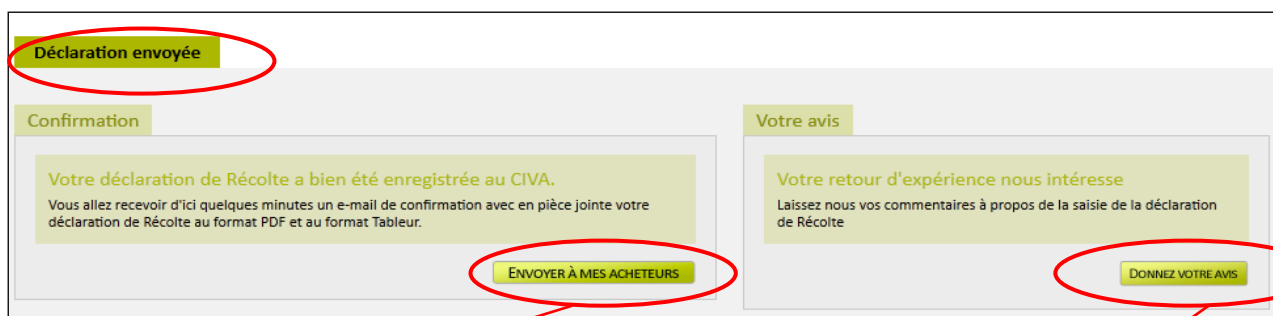 Déclaration envoyée
Confirmation
Votre déclaration de Récolte a bien été enregistrée au CIVA.
Vous allez recevoir d'ici quelques minutes un e-mail de confirmation avec en pièce jointe votre
déclaration de Récolte au format PDF et au format Tableur.
ENVOYER À MES ACHETEURS
Votre avis
Votre retour d'expérience nous intéresse
Laissez nous vos commentaires à propos de la saisie de la déclaration
de Récolte
DONNEZ VOTRE AVIS